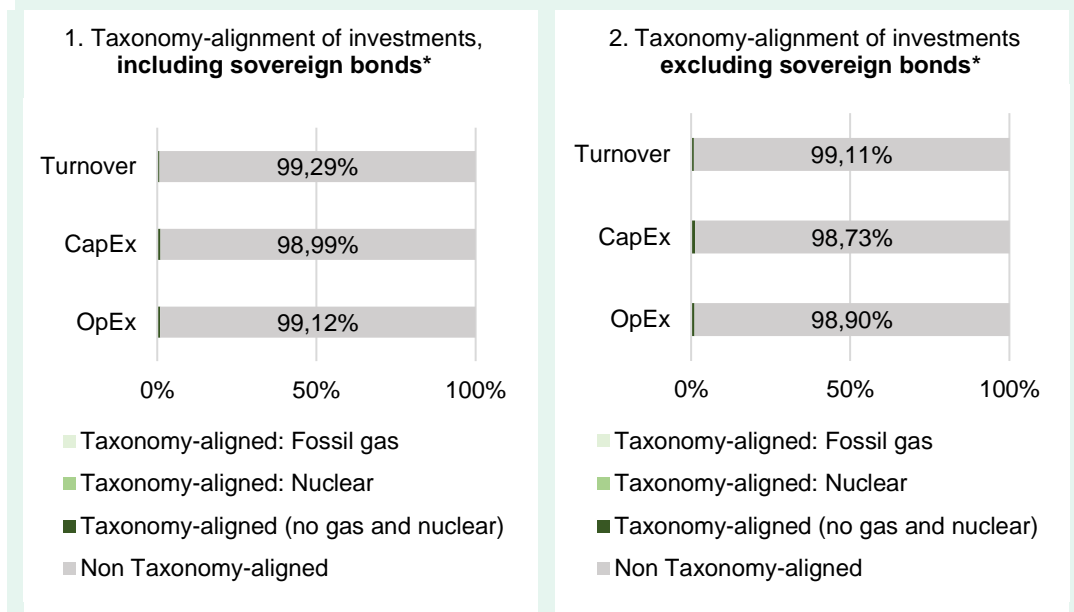 1. Taxonomy-alignment of investments,
including sovereign bonds*
Turnover
99,29%
CapEx
98,99%
OpEx
99,12%
0%
50%
100%
Taxonomy-aligned: Fossil gas
Taxonomy-aligned: Nuclear
Taxonomy-aligned (no gas and nuclear)
Non Taxonomy-aligned
2. Taxonomy-alignment of investments
excluding sovereign bonds*
Turnover
99,11%
CapEx
98,73%
OpEx
98,90%
0%
50%
100%
Taxonomy-aligned: Fossil gas
Taxonomy-aligned: Nuclear
Taxonomy-aligned (no gas and nuclear)
Non Taxonomy-aligned